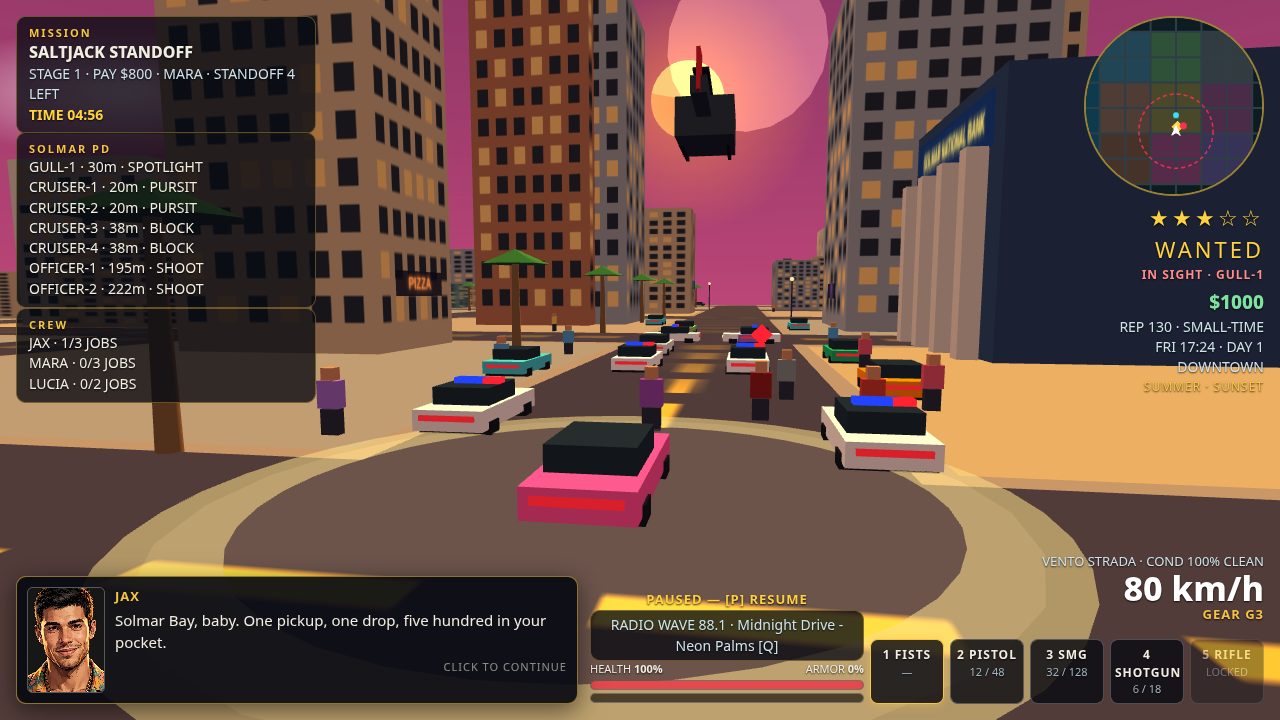 MISSION
SALTJACK STANDOFF
STAGE 1 · PAY $800 · MARA · STANDOFF 4
LEFT
TIME 04:56
SOLMAR PD
GULL-1 · 30m · SPOTLIGHT
CRUISER-1 · 20m · PURSIT
CRUISER-2 · 20m · PURSIT
CRUISER-3 · 38m · BLOCK
CRUISER-4 · 38m · BLOCK
OFFICER-1 · 195m · SHOOT
OFFICER-2 · 222m · SHOOT
CREW
JAX · 1/3 JOBS
MARA · 0/3 JOBS
LUCIA · 0/2 JOBS
PIZZA
NATIONAL BANK
★★★☆☆
WANTED
IN SIGHT · GULL-1
$1000
REP 130 · SMALL-TIME
FRI 17:24 · DAY 1
DOWNTOWN
SUMMER · SUNSET
VENTO STRADA · COND 100% CLEAN
80 km/h
GEAR G3
JAX
Solmar Bay, baby. One pickup, one drop, five hundred in your
pocket.
CLICK TO CONTINUE
PAUSED — [P] RESUME
RADIO WAVE 88.1 · Midnight Drive -
Neon Palms [Q]
HEALTH 100%
ARMOR 0%
1 FISTS
—
2 PISTOL
12 / 48
3 SMG
32 / 128
4
SHOTGUN
6 / 18
5 RIFLE
LOCKED